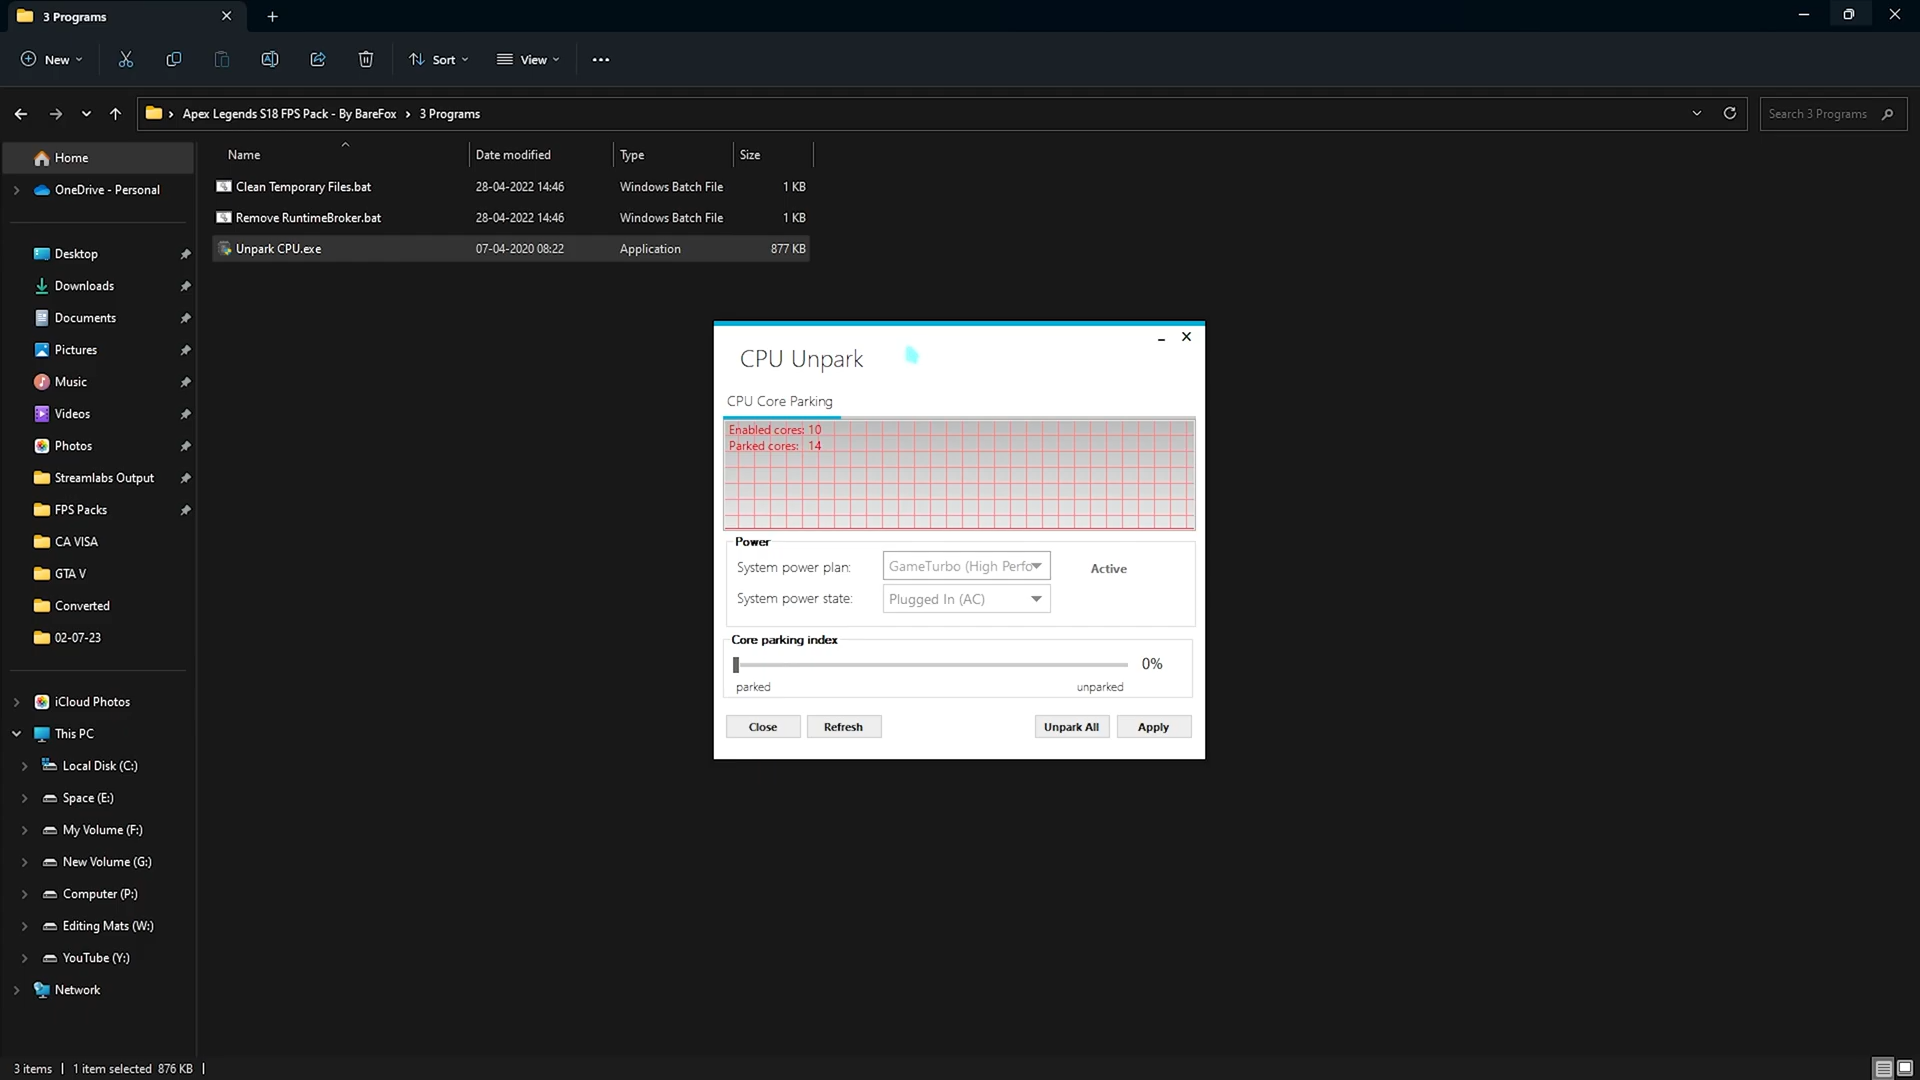 3 Programs
New
Sort
View
Apex Legends S18 FPS Pack - By BareFox > 3 Programs
Search 3 Programs
Name
Date modified
Type
Size
Clean Temporary Files.bat 28-04-2022 14:46 Windows Batch File 1 KB
Remove RuntimeBroker.bat 28-04-2022 14:46 Windows Batch File 1 KB
Unpark CPU.exe 07-04-2020 08:22 Application 877 KB
Home
OneDrive - Personal
Desktop
Downloads
Documents
Pictures
Music
Videos
Photos
Streamlabs Output
FPS Packs
CA VISA
GTA V
Converted
02-07-23
iCloud Photos
This PC
Local Disk (C:)
Space (E:)
My Volume (F:)
New Volume (G:)
Computer (P:)
Editing Mats (W:)
YouTube (Y:)
Network
CPU Unpark
CPU Core Parking
Enabled cores: 10
Parked cores: 14
Power
System power plan: GameTurbo (High Perfo Active
System power state: Plugged In (AC)
Core parking index
0%
parked unparked
Close Refresh Unpark All Apply
3 items 1 item selected 876 KB